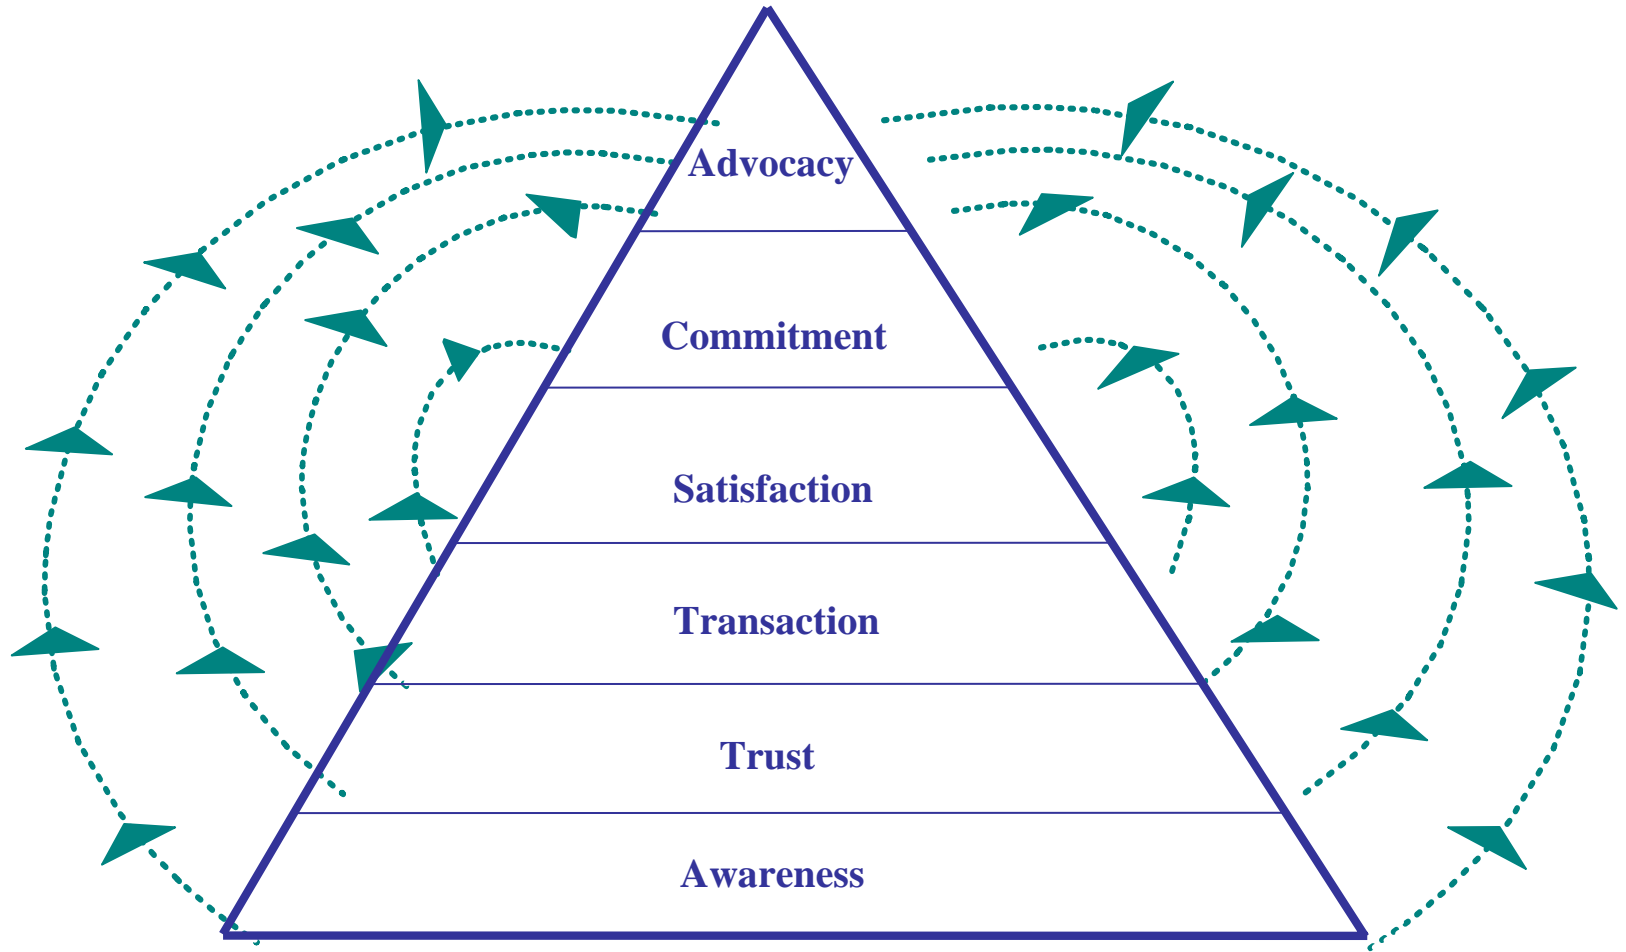 Advocacy
Commitment
Satisfaction
Transaction
Trust
Awareness